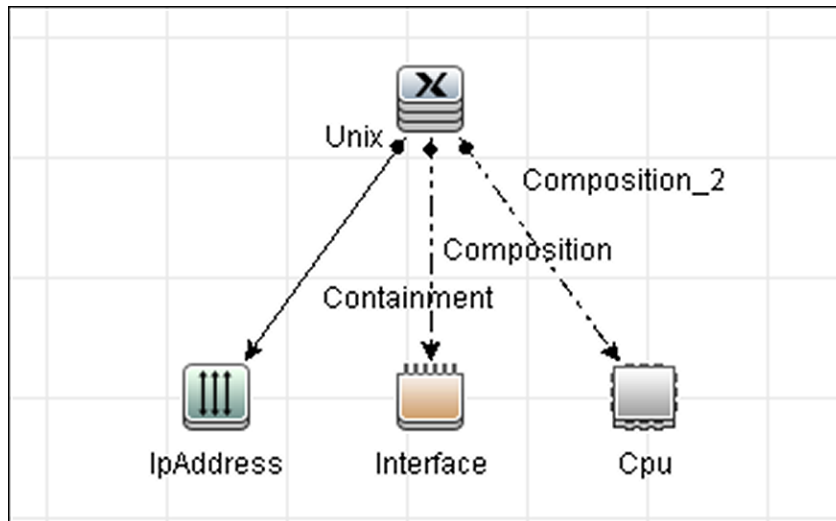 Unix
Composition_2
Composition
Containment
IpAddress
Interface
Cpu